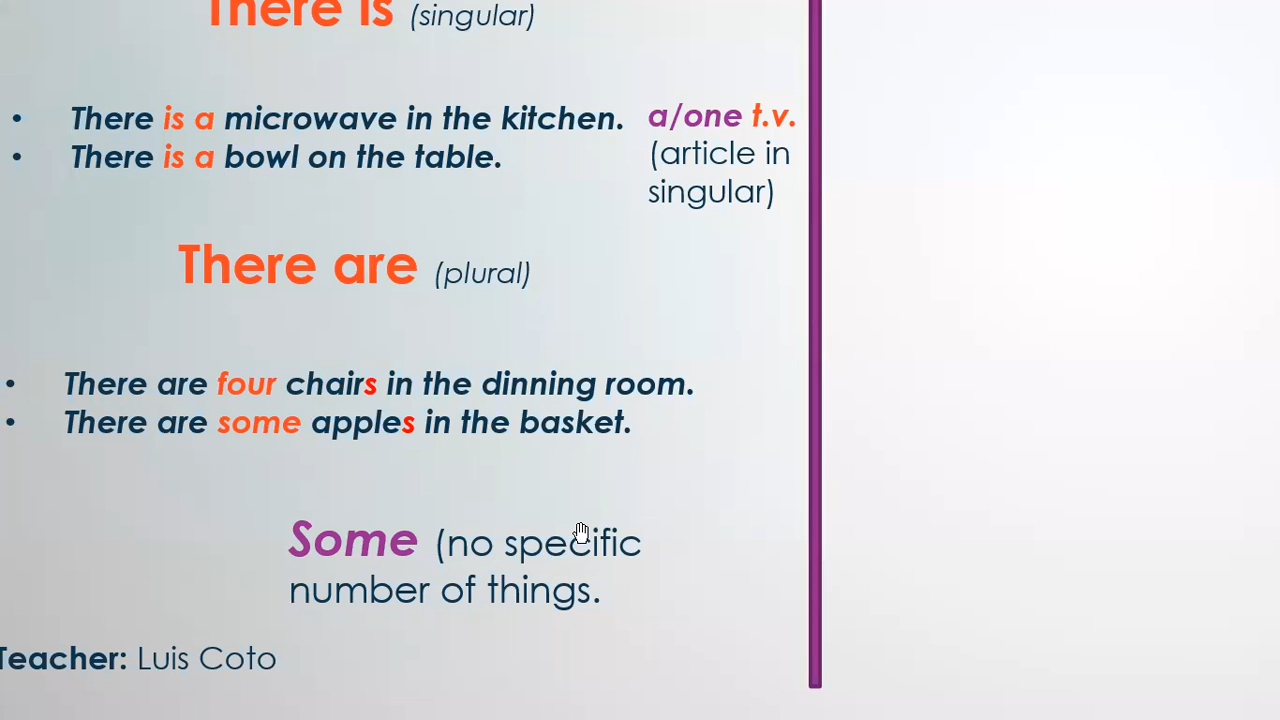 There is (singular)
• There is a microwave in the kitchen.
• There is a bowl on the table.
a/one t.v.
(article in
singular)
There are (plural)
• There are four chairs in the dinning room.
• There are some apples in the basket.
Some (no specific
number of things.
Teacher: Luis Coto